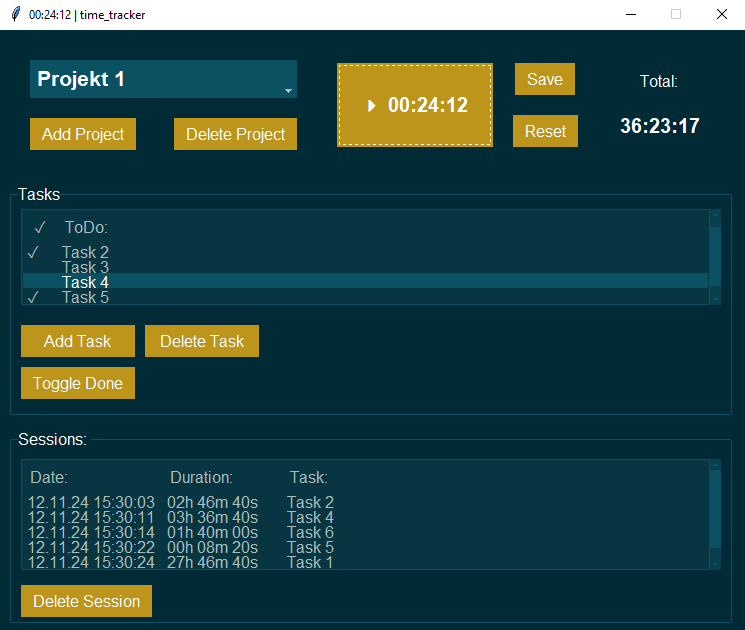 00:24:12 | time_tracker
Projekt 1
Add Project
Delete Project
00:24:12
Save
Reset
Total:
36:23:17
Tasks
✓ ToDo:
✓ Task 2
Task 3
Task 4
✓ Task 5
Add Task
Delete Task
Toggle Done
Sessions:
Date: Duration: Task:
12.11.24 15:30:03 02h 46m 40s Task 2
12.11.24 15:30:11 03h 36m 40s Task 4
12.11.24 15:30:14 01h 40m 00s Task 6
12.11.24 15:30:22 00h 08m 20s Task 5
12.11.24 15:30:24 27h 46m 40s Task 1
Delete Session